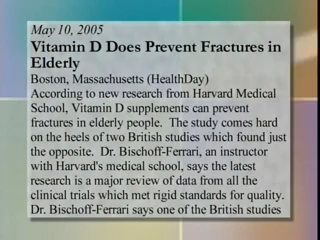 May 10, 2005
Vitamin D Does Prevent Fractures in
Elderly
Boston, Massachusetts (HealthDay)
According to new research from Harvard Medical
School, Vitamin D supplements can prevent
fractures in elderly people. The study comes hard
on the heels of two British studies which found just
the opposite. Dr. Bischoff-Ferrari, an instructor
with Harvard's medical school, says the latest
research is a major review of data from all the
clinical trials which met rigid standards for quality.
Dr. Bischoff-Ferrari says one of the British studies